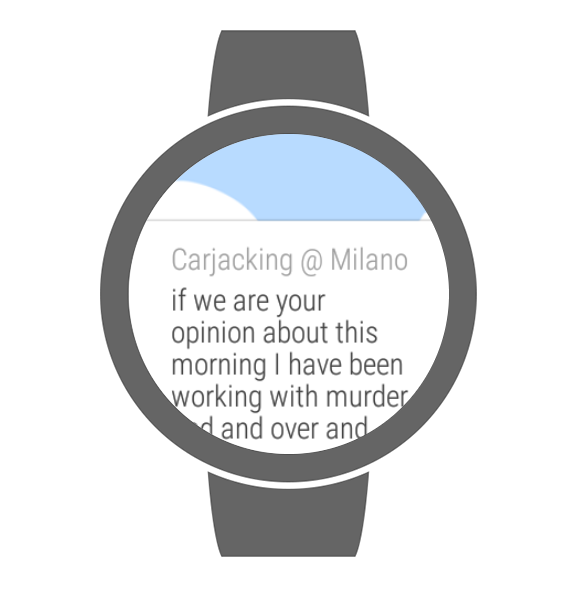 Carjacking @ Milano
if we are your
opinion about this
morning I have been
working with murder
and over and